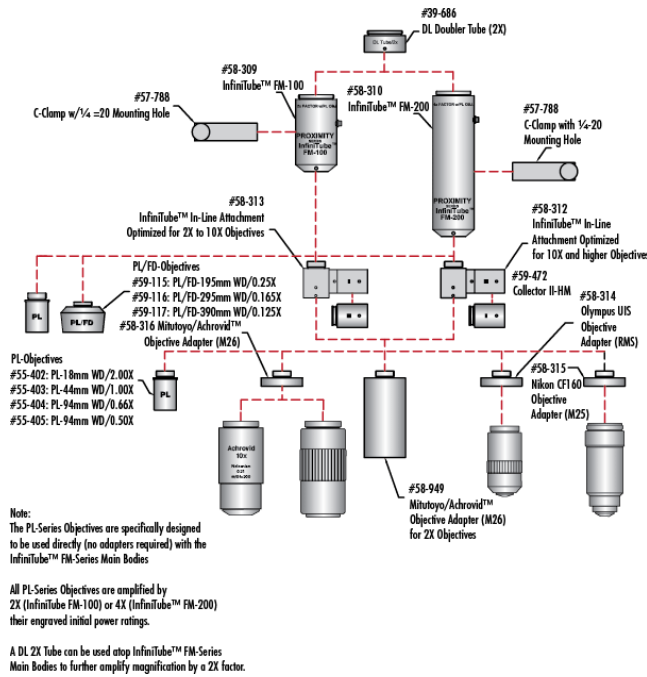 #39-686
DL Doubler Tube (2X)
DL Tube/2x
#58-309
InfiniTube™ FM-100
#58-310
InfiniTube™ FM-200
#57-788
C-Clamp w/¼ =20 Mounting Hole
#57-788
C-Clamp with ¼-20
Mounting Hole
PROXIMITY
InfiniTube™
FM-100
PROXIMITY
InfiniTube™
FM-200
#58-313
InfiniTube™ In-Line Attachment
Optimized for 2X to 10X Objectives
#58-312
InfiniTube™ In-Line
Attachment Optimized
for 10X and higher Objectives
#59-472
Collector II-HM
PL
PL/FD
PL/FD-Objectives
#59-115: PL/FD-195mm WD/0.25X
#59-116: PL/FD-295mm WD/0.165X
#59-117: PL/FD-390mm WD/0.125X
#58-316 Mitutoyo/Achrovid™
Objective Adapter (M26)
#58-314
Olympus UIS
Objective
Adapter (RMS)
#58-315
Nikon CF160
Objective
Adapter (M25)
PL-Objectives
#55-402: PL-18mm WD/2.00X
#55-403: PL-44mm WD/1.00X
#55-404: PL-94mm WD/0.66X
#55-405: PL-94mm WD/0.50X
PL
Achrovid
10x
#58-949
Mitutoyo/Achrovid™
Objective Adapter (M26)
for 2X Objectives
Note:
The PL-Series Objectives are specifically designed
to be used directly (no adapters required) with the
InfiniTube™ FM-Series Main Bodies
All PL-Series Objectives are amplified by
2X (InfiniTube FM-100) or 4X (InfiniTube™ FM-200)
their engraved initial power ratings.
A DL 2X Tube can be used atop InfiniTube™ FM-Series
Main Bodies to further amplify magnification by a 2X factor.